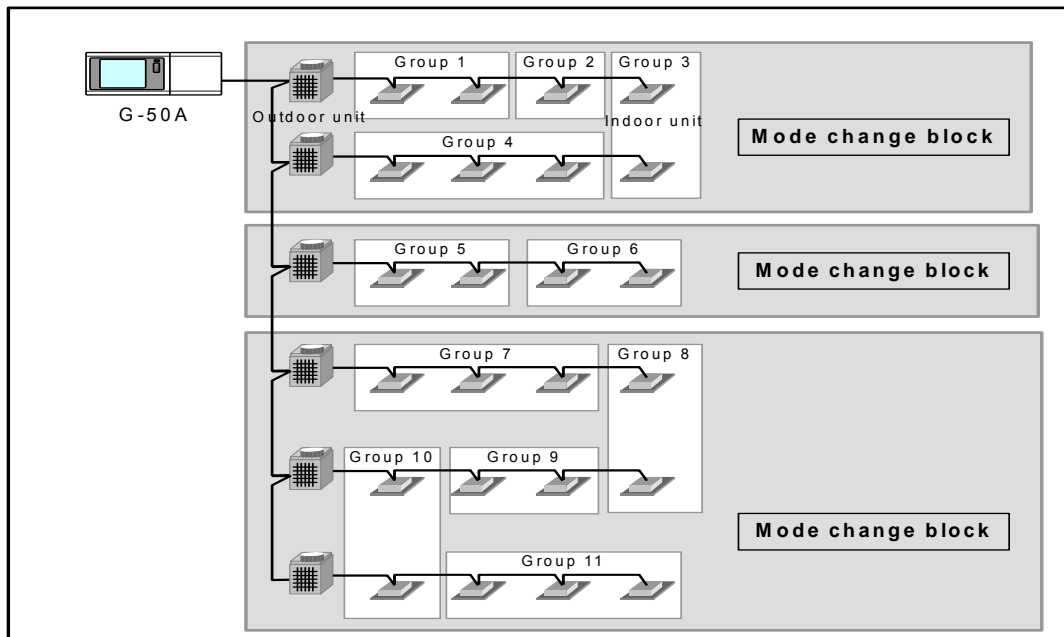 G-50A
Outdoor unit
Group 1
Group 2
Group 3
Indoor unit
Group 4
Mode change block
Group 5
Group 6
Mode change block
Group 7
Group 8
Group 10
Group 9
Group 11
Mode change block